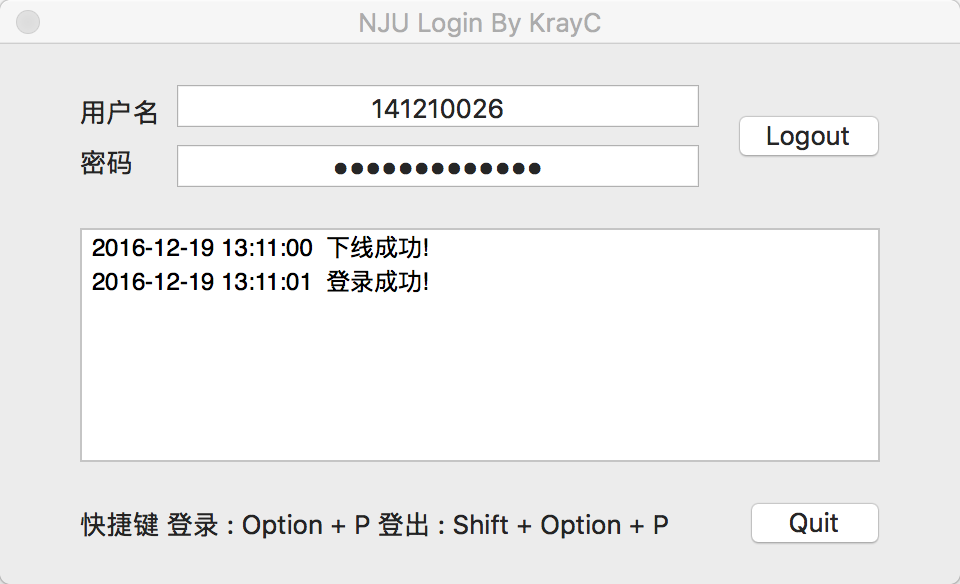 NJU Login By KrayC
用户名
141210026
Logout
密码
●●●●●●●●●●●●●
2016-12-19 13:11:00 下线成功!
2016-12-19 13:11:01 登录成功!
快捷键 登录 : Option + P 登出 : Shift + Option + P
Quit